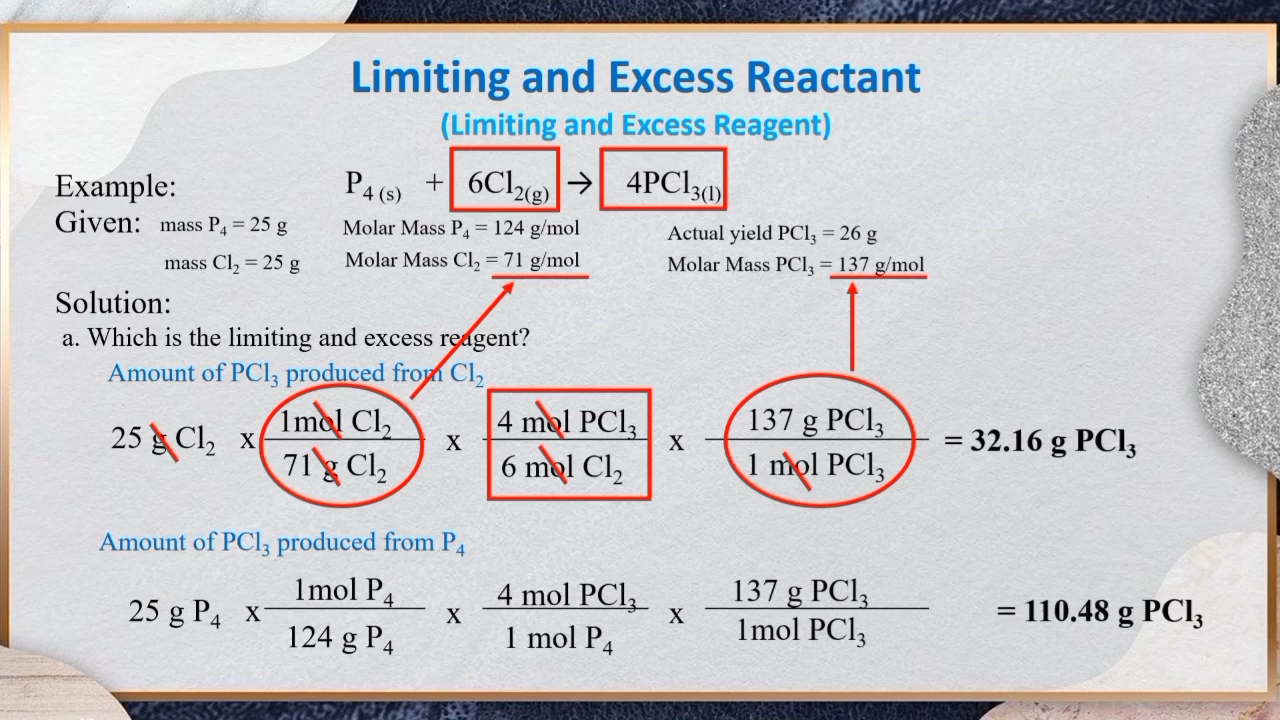 Limiting and Excess Reactant
(Limiting and Excess Reagent)
Example: P₄ (s) + 6Cl₂(g) → 4PCl₃(l)
Given: mass P₄ = 25 g Molar Mass P₄ = 124 g/mol Actual yield PCl₃ = 26 g
mass Cl₂ = 25 g Molar Mass Cl₂ = 71 g/mol Molar Mass PCl₃ = 137 g/mol
Solution:
a. Which is the limiting and excess reagent?
Amount of PCl₃ produced from Cl₂
1mol Cl₂ 4 mol PCl₃ 137 g PCl₃
25 g Cl₂ x x x = 32.16 g PCl₃
71 g Cl₂ 6 mol Cl₂ 1 mol PCl₃
Amount of PCl₃ produced from P₄
1mol P₄ 4 mol PCl₃ 137 g PCl₃
25 g P₄ x x x = 110.48 g PCl₃
124 g P₄ 1 mol P₄ 1mol PCl₃